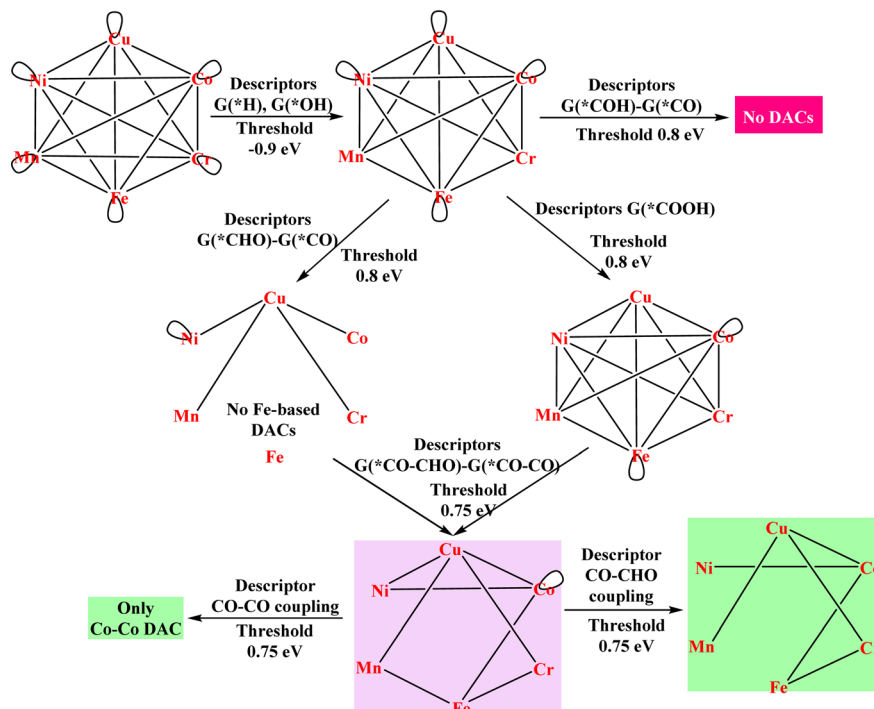 Cu
Cu
Ni
Co
Descriptors
G(*H), G(*OH)
Threshold
-0.9 eV
Ni
Co
Descriptors
G(*COH)-G(*CO)
Threshold 0.8 eV
No DACs
Mn
Cr
Mn
Cr
Fe
Fe
Descriptors
G(*CHO)-G(*CO)
Threshold
0.8 eV
Descriptors G(*COOH)
Threshold
0.8 eV
Cu
Ni
Co
Mn
Cr
No Fe-based
DACs
Fe
Cu
Ni
Co
Mn
Cr
Fe
Descriptors
G(*CO-CHO)-G(*CO-CO)
Threshold
0.75 eV
Only
Co-Co DAC
Descriptor
CO-CO coupling
Threshold
0.75 eV
Cu
Ni
Co
Mn
Cr
Fe
Descriptor
CO-CHO
coupling
Threshold
0.75 eV
Cu
Ni
Mn
Fe